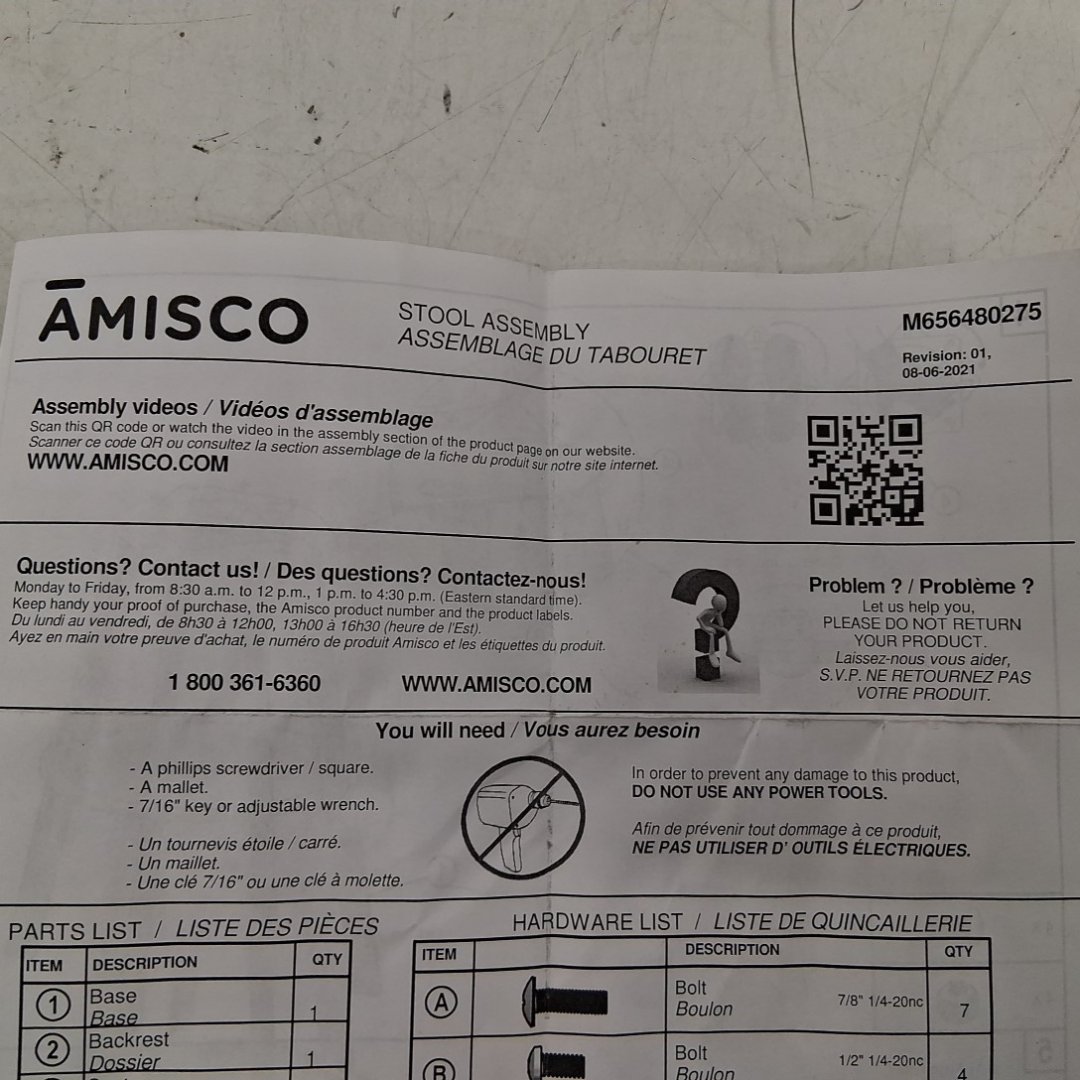 AMISCO
STOOL ASSEMBLY
ASSEMBLAGE DU TABOURET
M656480275
Revision: 01,
08-06-2021
Assembly videos / Vidéos d'assemblage
Scan this QR code or watch the video in the assembly section of the product page on our website.
Scanner ce code QR ou consultez la section assemblage de la fiche du produit sur notre site internet.
WWW.AMISCO.COM
Questions? Contact us! / Des questions? Contactez-nous!
Monday to Friday, from 8:30 a.m. to 12 p.m., 1 p.m. to 4:30 p.m. (Eastern standard time).
Keep handy your proof of purchase, the Amisco product number and the product labels.
Du lundi au vendredi, de 8h30 à 12h00, 13h00 à 16h30 (heure de l'Est).
Ayez en main votre preuve d'achat, le numéro de produit Amisco et les étiquettes du produit.
1 800 361-6360 WWW.AMISCO.COM
Problem ? / Problème ?
Let us help you,
PLEASE DO NOT RETURN
YOUR PRODUCT.
Laissez-nous vous aider,
S.V.P. NE RETOURNEZ PAS
VOTRE PRODUIT.
You will need / Vous aurez besoin
- A phillips screwdriver / square.
- A mallet.
- 7/16" key or adjustable wrench.
- Un tournevis étoile / carré.
- Un maillet.
- Une clé 7/16" ou une clé à molette.
In order to prevent any damage to this product,
DO NOT USE ANY POWER TOOLS.
Afin de prévenir tout dommage à ce produit,
NE PAS UTILISER D' OUTILS ÉLECTRIQUES.
PARTS LIST / LISTE DES PIÈCES
ITEM DESCRIPTION QTY
1 Base
Base 1
2 Backrest
Dossier 1
HARDWARE LIST / LISTE DE QUINCAILLERIE
ITEM DESCRIPTION QTY
A Bolt
Boulon 7/8" 1/4-20nc 7
B Bolt
Boulon 1/2" 1/4-20nc 4